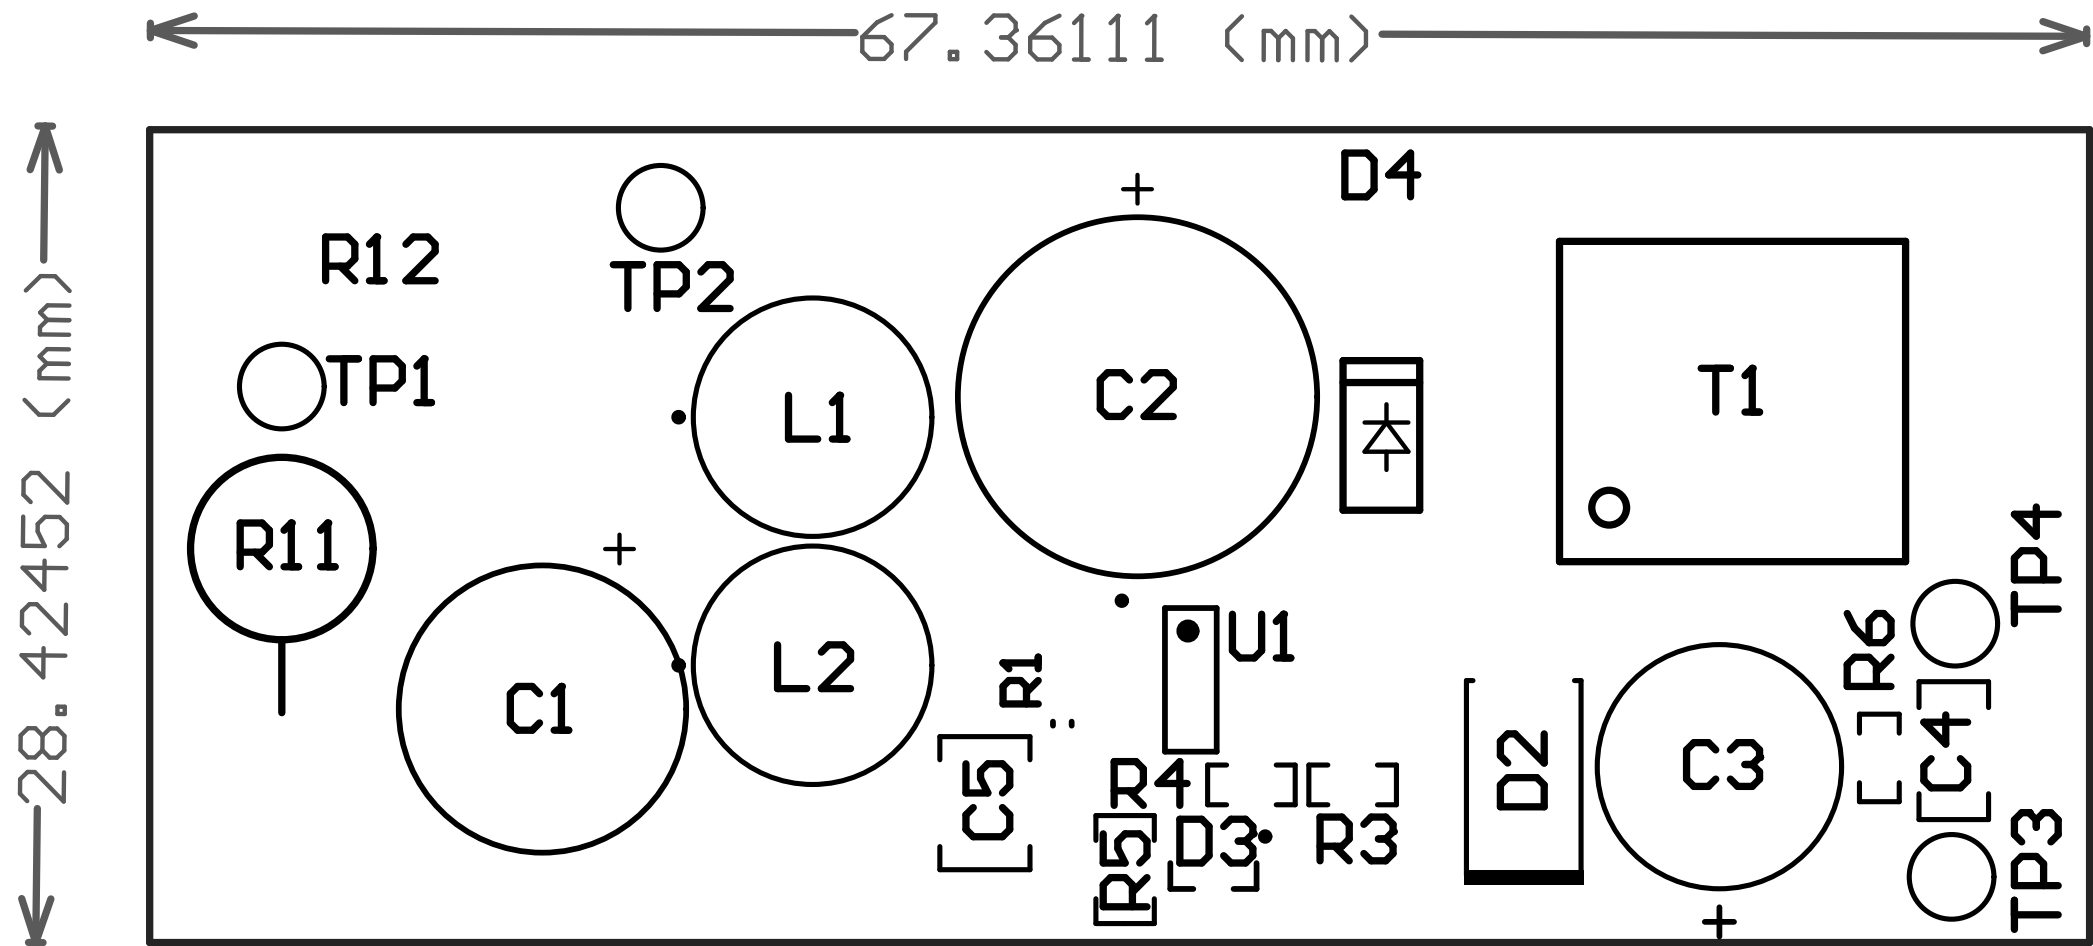 67.36111 (mm)
28.42452 (mm)
D4
+
R12
TP2
TP1
L1
C2
T1
R11
+
TP4
U1
R6
R1
L2
C1
D2
C3
C4
C5
R4
R5
D3
R3
TP3
+